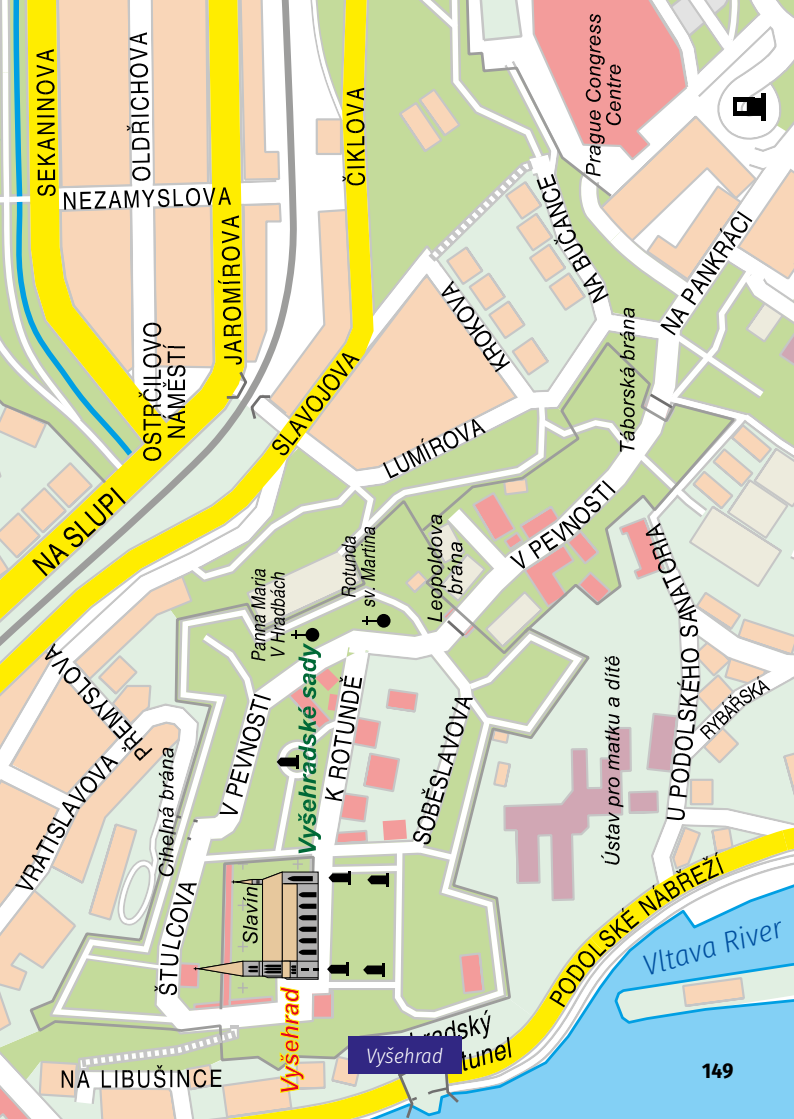 SEKANINOVA
OLDŘICHOVA
NEZAMYSLOVA
JAROMÍROVA
ČIKLOVA
Prague Congress
Centre
NA BUČANCE
NA PANKRÁCI
KROKOVA
OSTRČILOVO
NÁMĚSTÍ
SLAVOJOVA
LUMÍROVA
Táborská brána
NA SLUPI
V PEVNOSTI
Leopoldova
brána
Rotunda
sv. Martina
Panna Maria
V Hradbách
U PODOLSKÉHO SANATORIA
RYBÁŘSKÁ
Ústav pro matku a dítě
PŘEMYSLOVA
VRATISLAVOVA
Cihelná brána
V PEVNOSTI
Vyšehradské sady
K ROTUNDĚ
SOBĚSLAVOVA
ŠTULCOVA
Slavín
Vyšehrad
PODOLSKÉ NÁBŘEŽÍ
Vltava River
NA LIBUŠINCE
radský
tunel
Vyšehrad
149